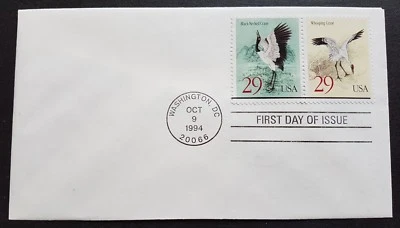 Black-Necked Crane
Whooping Crane
29 USA
29 USA
WASHINGTON, DC
OCT
9
1994
20066
FIRST DAY OF ISSUE